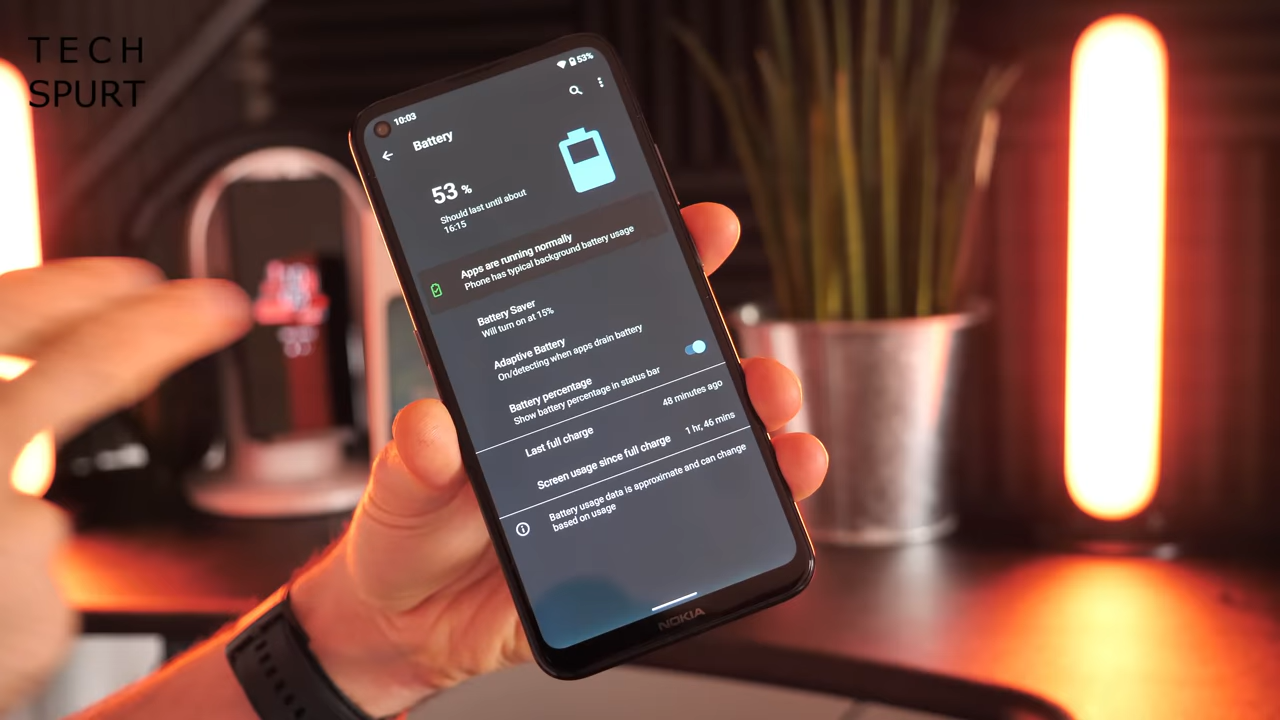 TECH
SPURT
10:03
53%
Battery
53 %
Should last until about
16:15
Apps are running normally
Phone has typical background battery usage
Battery Saver
Will turn on at 15%
Adaptive Battery
On/detecting when apps drain battery
Battery percentage
Show battery percentage in status bar
Last full charge
48 minutes ago
Screen usage since full charge
1 hr, 46 mins
Battery usage data is approximate and can change
based on usage
NOKIA